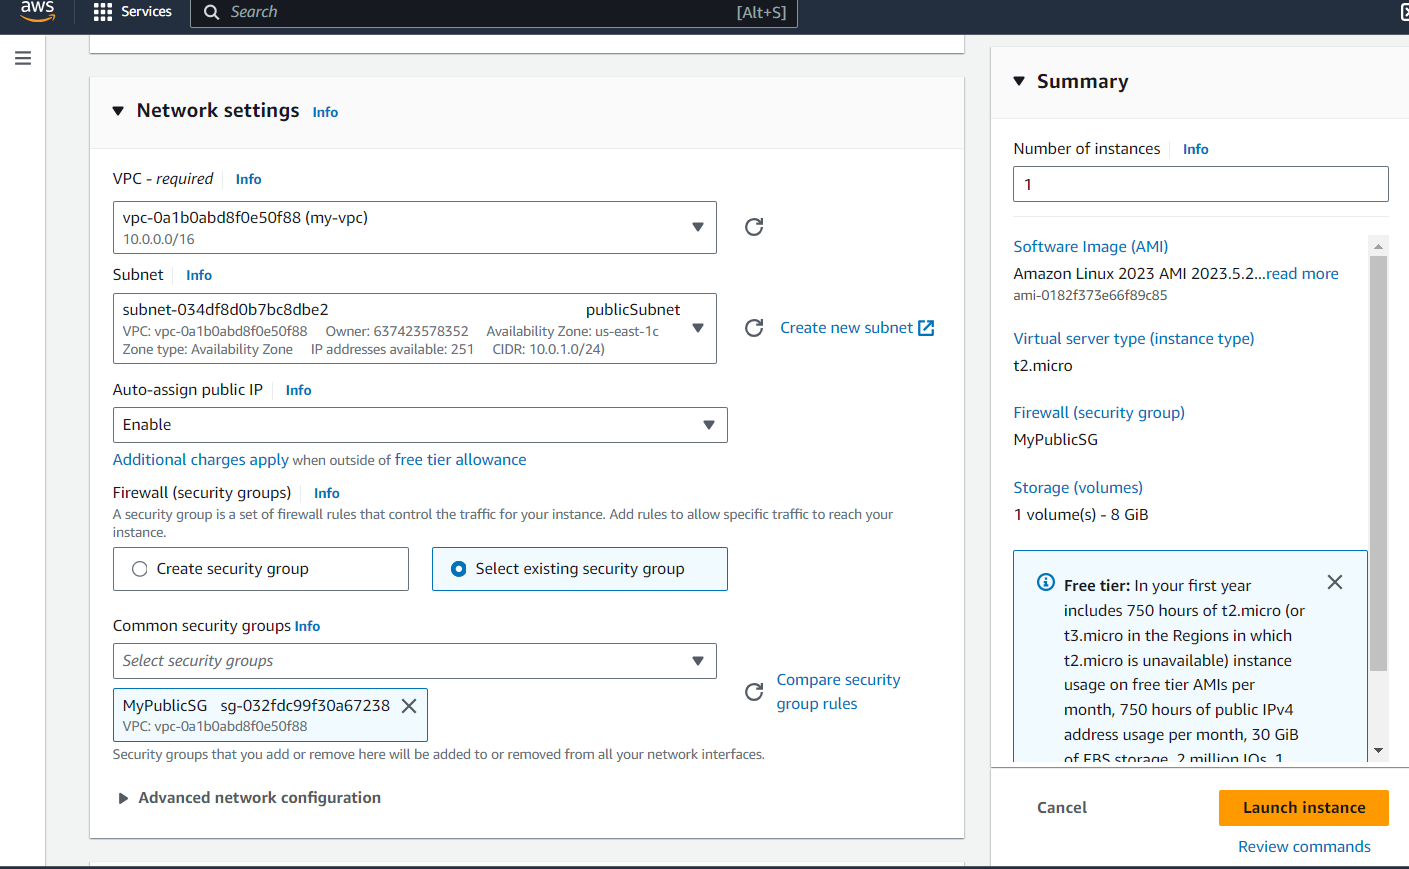 aws
Services
Search
[Alt+S]
Network settings Info
VPC - required Info
vpc-0a1b0abd8f0e50f88 (my-vpc)
10.0.0.0/16
Subnet Info
subnet-034df8d0b7bc8dbe2 publicSubnet
VPC: vpc-0a1b0abd8f0e50f88 Owner: 637423578352 Availability Zone: us-east-1c
Zone type: Availability Zone IP addresses available: 251 CIDR: 10.0.1.0/24)
Create new subnet
Auto-assign public IP Info
Enable
Additional charges apply when outside of free tier allowance
Firewall (security groups) Info
A security group is a set of firewall rules that control the traffic for your instance. Add rules to allow specific traffic to reach your
instance.
Create security group
Select existing security group
Common security groups Info
Select security groups
MyPublicSG sg-032fdc99f30a67238
VPC: vpc-0a1b0abd8f0e50f88
Compare security
group rules
Security groups that you add or remove here will be added to or removed from all your network interfaces.
Advanced network configuration
Summary
Number of instances Info
1
Software Image (AMI)
Amazon Linux 2023 AMI 2023.5.2...read more
ami-0182f373e66f89c85
Virtual server type (instance type)
t2.micro
Firewall (security group)
MyPublicSG
Storage (volumes)
1 volume(s) - 8 GiB
Free tier: In your first year
includes 750 hours of t2.micro (or
t3.micro in the Regions in which
t2.micro is unavailable) instance
usage on free tier AMIs per
month, 750 hours of public IPv4
address usage per month, 30 GiB
of EBS storage, 2 million IOs, 1
Cancel
Launch instance
Review commands